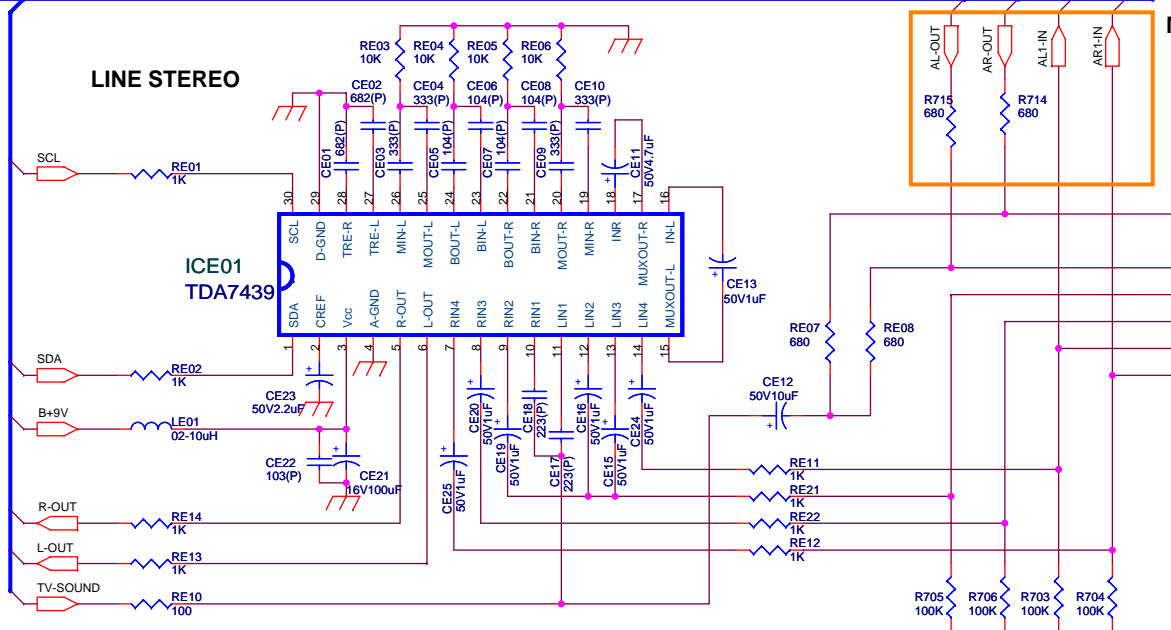 AL-OUT
AR-OUT
AL1-IN
AR1-IN
RE03
10K
RE04
10K
RE05
10K
RE06
10K
LINE STEREO
CE02
682(P)
CE04
333(P)
CE06
104(P)
CE08
104(P)
CE10
333(P)
R715
680
R714
680
CE01
682(P)
CE03
333(P)
CE05
104(P)
CE07
104(P)
CE09
333(P)
CE11
50V4.7uF
SCL
RE01
1K
30
29
28
27
26
25
24
23
22
21
20
19
18
17
16
SCL
D-GND
TRE-R
TRE-L
MIN-L
MOUT-L
BOUT-L
BIN-L
BOUT-R
BIN-R
MOUT-R
MIN-R
INR
MUXOUT-R
IN-L
ICE01
TDA7439
CE13
50V1uF
SDA
CREF
Vcc
A-GND
R-OUT
L-OUT
RIN4
RIN3
RIN2
RIN1
LIN1
LIN2
LIN3
LIN4
MUXOUT-L
1
2
3
4
5
6
7
8
9
10
11
12
13
14
15
RE07
680
RE08
680
SDA
RE02
1K
CE23
50V2.2uF
CE12
50V10uF
B+9V
LE01
02-10uH
CE20
50V1uF
CE18
223(P)
CE16
50V1uF
CE24
50V1uF
CE19
50V1uF
CE17
223(P)
CE15
50V1uF
CE22
103(P)
CE21
16V100uF
CE25
50V1uF
RE11
1K
RE21
1K
RE22
1K
RE12
1K
R-OUT
RE14
1K
L-OUT
RE13
1K
TV-SOUND
RE10
100
R705
100K
R706
100K
R703
100K
R704
100K